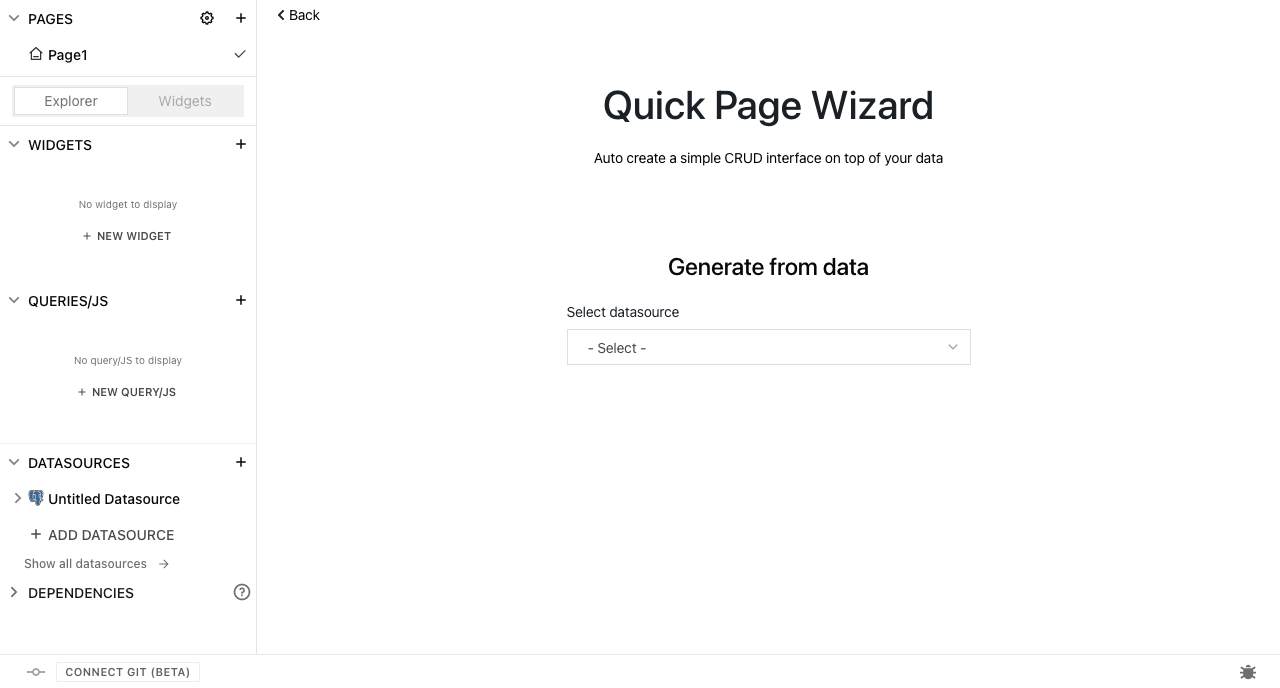 PAGES
Page1
Explorer
Widgets
WIDGETS
No widget to display
NEW WIDGET
QUERIES/JS
No query/JS to display
NEW QUERY/JS
DATASOURCES
Untitled Datasource
ADD DATASOURCE
Show all datasources
DEPENDENCIES
CONNECT GIT (BETA)
Back
Quick Page Wizard
Auto create a simple CRUD interface on top of your data
Generate from data
Select datasource
- Select -